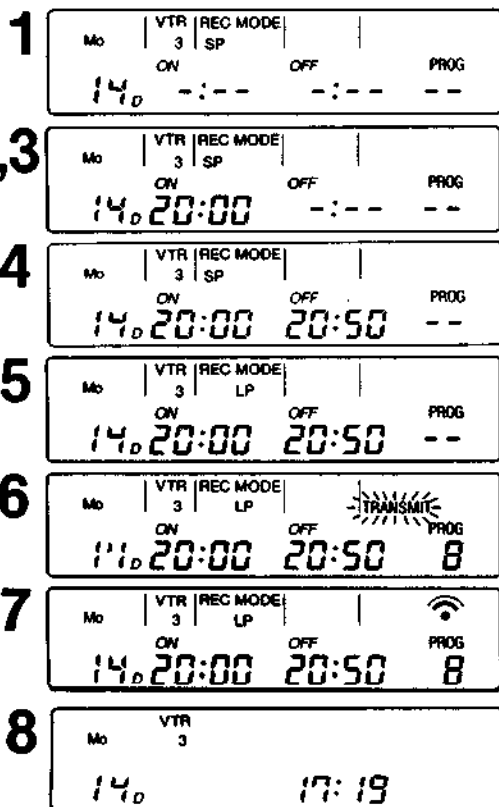 1
VTR REC MODE
Mo 3 SP
ON OFF PROG
14D -:-- -:-- --
,3
VTR REC MODE
Mo 3 SP
ON OFF PROG
14D 20:00 -:-- --
4
VTR REC MODE
Mo 3 SP
ON OFF PROG
14D 20:00 20:50 --
5
VTR REC MODE
Mo 3 LP
ON OFF PROG
14D 20:00 20:50 --
6
VTR REC MODE
Mo 3 LP TRANSMIT
ON OFF PROG
14D 20:00 20:50 8
7
VTR REC MODE
Mo 3 LP
ON OFF PROG
14D 20:00 20:50 8
8
VTR
Mo 3
14D 17:19